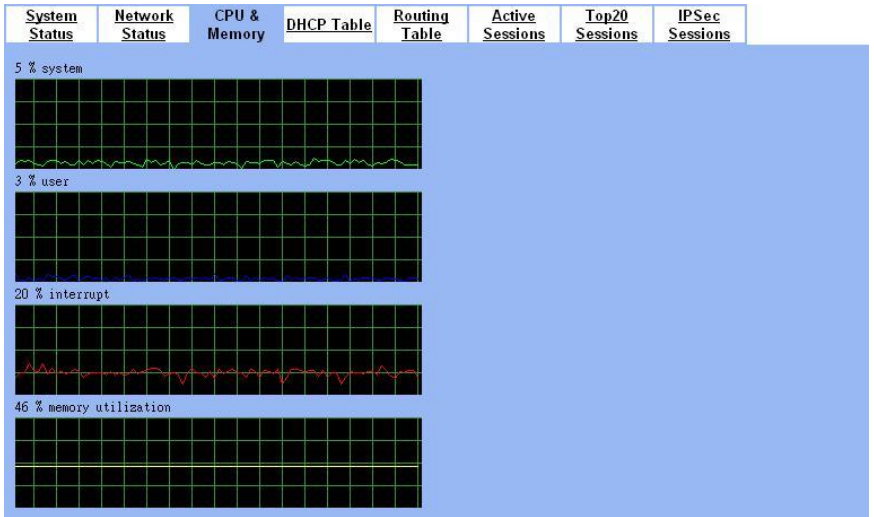 System Status
Network Status
CPU & Memory
DHCP Table
Routing Table
Active Sessions
Top20 Sessions
IPSec Sessions
5 % system
3 % user
20 % interrupt
46 % memory utilization